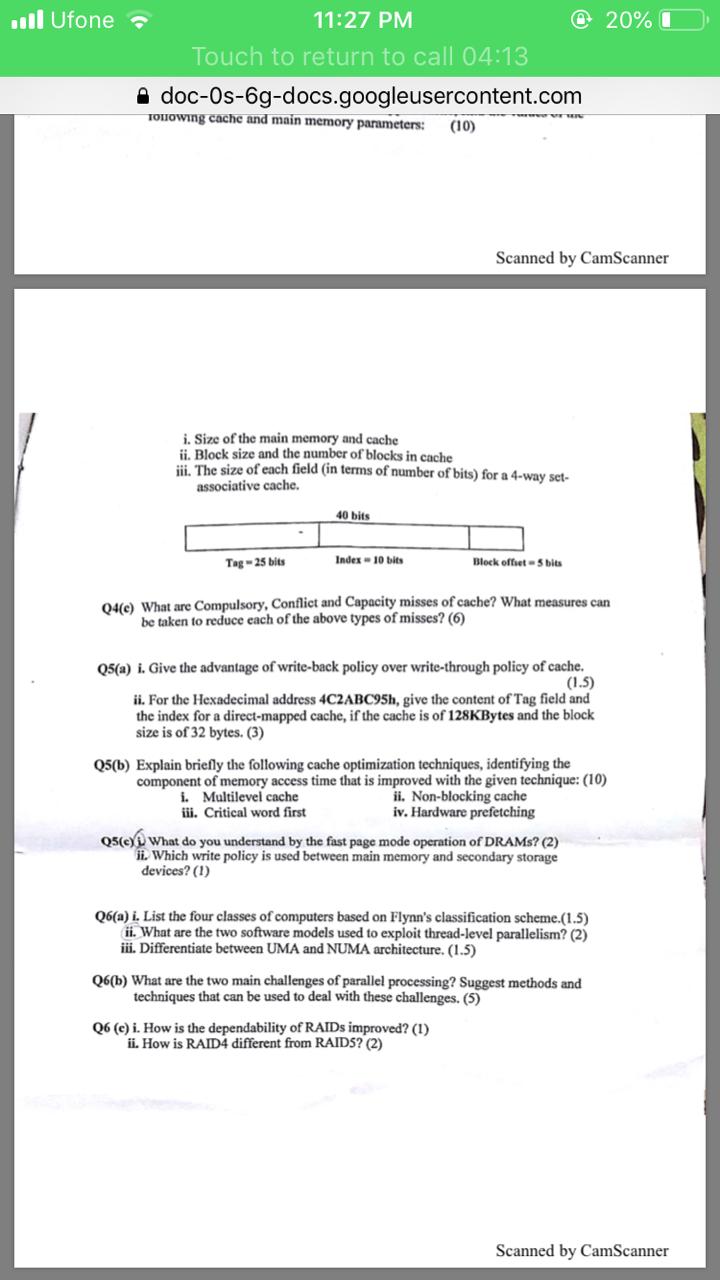 Ufone 11:27 PM 20%
Touch to return to call 04:13
doc-0s-6g-docs.googleusercontent.com
following cache and main memory parameters: (10)
Scanned by CamScanner
i. Size of the main memory and cache
ii. Block size and the number of blocks in cache
iii. The size of each field (in terms of number of bits) for a 4-way set-
associative cache.
40 bits
Tag = 25 bits Index = 10 bits Block offset = 5 bits
Q4(c) What are Compulsory, Conflict and Capacity misses of cache? What measures can
be taken to reduce each of the above types of misses? (6)
Q5(a) i. Give the advantage of write-back policy over write-through policy of cache.
(1.5)
ii. For the Hexadecimal address 4C2ABC95h, give the content of Tag field and
the index for a direct-mapped cache, if the cache is of 128KBytes and the block
size is of 32 bytes. (3)
Q5(b) Explain briefly the following cache optimization techniques, identifying the
component of memory access time that is improved with the given technique: (10)
i. Multilevel cache ii. Non-blocking cache
iii. Critical word first iv. Hardware prefetching
Q5(c) i. What do you understand by the fast page mode operation of DRAMs? (2)
ii. Which write policy is used between main memory and secondary storage
devices? (1)
Q6(a) i. List the four classes of computers based on Flynn's classification scheme.(1.5)
ii. What are the two software models used to exploit thread-level parallelism? (2)
iii. Differentiate between UMA and NUMA architecture. (1.5)
Q6(b) What are the two main challenges of parallel processing? Suggest methods and
techniques that can be used to deal with these challenges. (5)
Q6 (c) i. How is the dependability of RAIDs improved? (1)
ii. How is RAID4 different from RAID5? (2)
Scanned by CamScanner